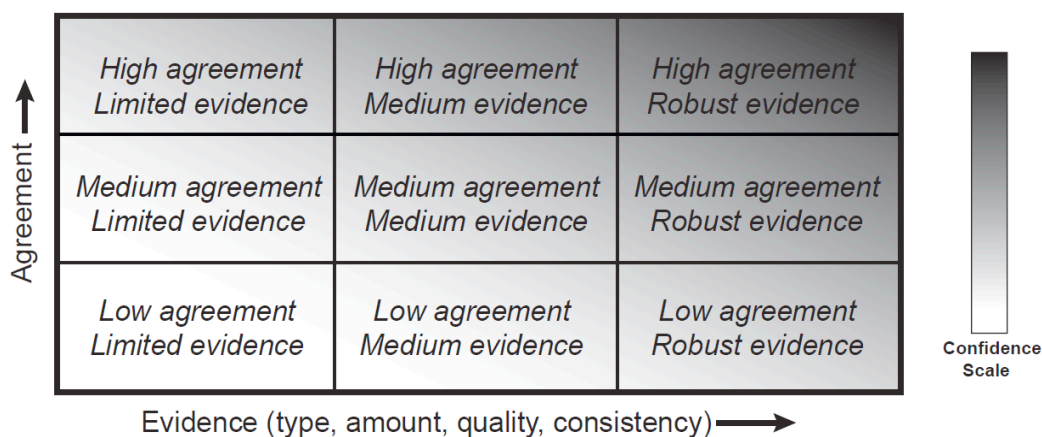 High agreement
Limited evidence
High agreement
Medium evidence
High agreement
Robust evidence
Medium agreement
Limited evidence
Medium agreement
Medium evidence
Medium agreement
Robust evidence
Low agreement
Limited evidence
Low agreement
Medium evidence
Low agreement
Robust evidence
Agreement
Evidence (type, amount, quality, consistency)
Confidence
Scale